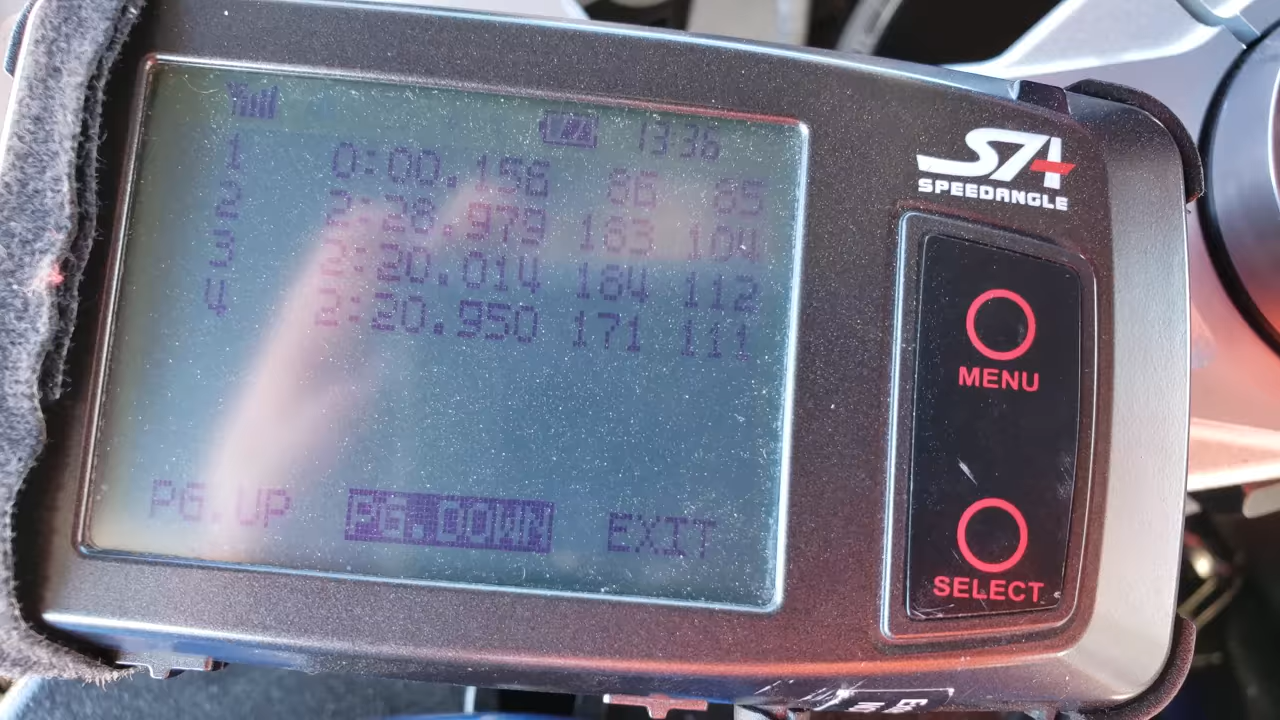 13:36
1 0:00.156 86 85
2 2:28.979 163 104
3 2:20.014 184 112
4 2:20.950 171 111
PG.UP PG.DOWN EXIT
S7+
SPEEDANGLE
MENU
SELECT